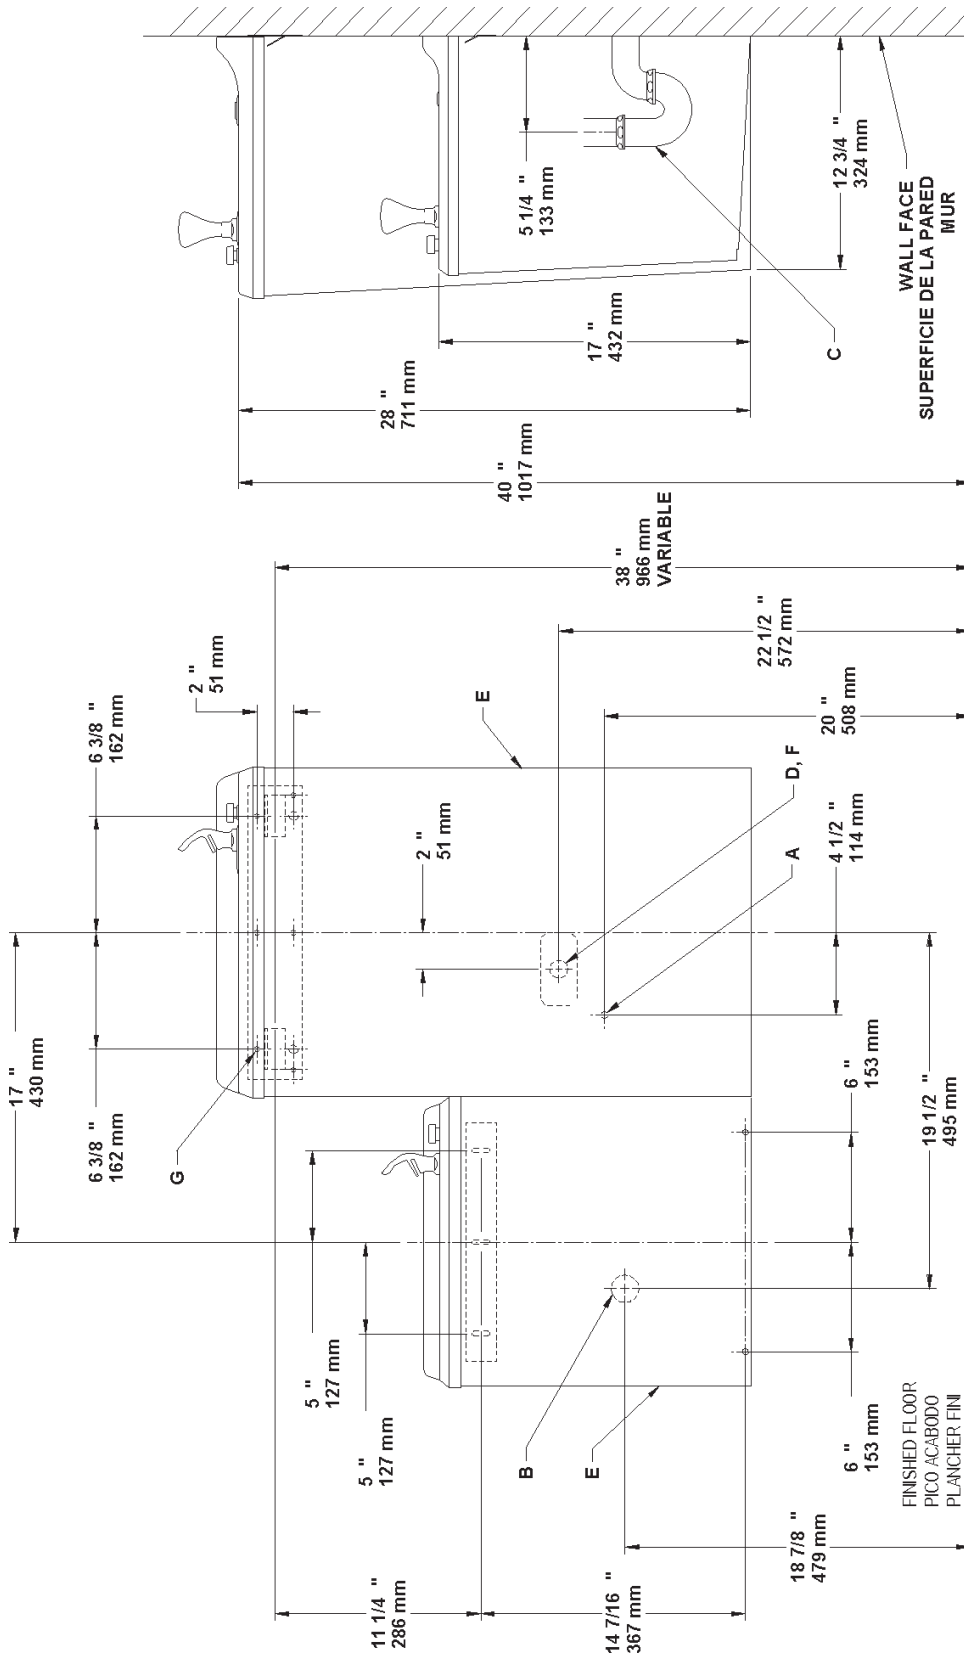 17 "
430 mm
6 3/8 "
162 mm
6 3/8 "
162 mm
G
2 "
51 mm
5 "
127 mm
5 "
127 mm
2 "
51 mm
E
B
E
D, F
A
11 1/4 "
286 mm
14 7/16 "
367 mm
18 7/8 "
479 mm
38 "
966 mm
VARIABLE
22 1/2 "
572 mm
20 "
508 mm
4 1/2 "
114 mm
6 "
153 mm
6 "
153 mm
19 1/2 "
495 mm
FINISHED FLOOR
PICO ACABODO
PLANCHER FINI
40 "
1017 mm
28 "
711 mm
17 "
432 mm
5 1/4 "
133 mm
C
12 3/4 "
324 mm
WALL FACE
SUPERFICIE DE LA PARED
MUR